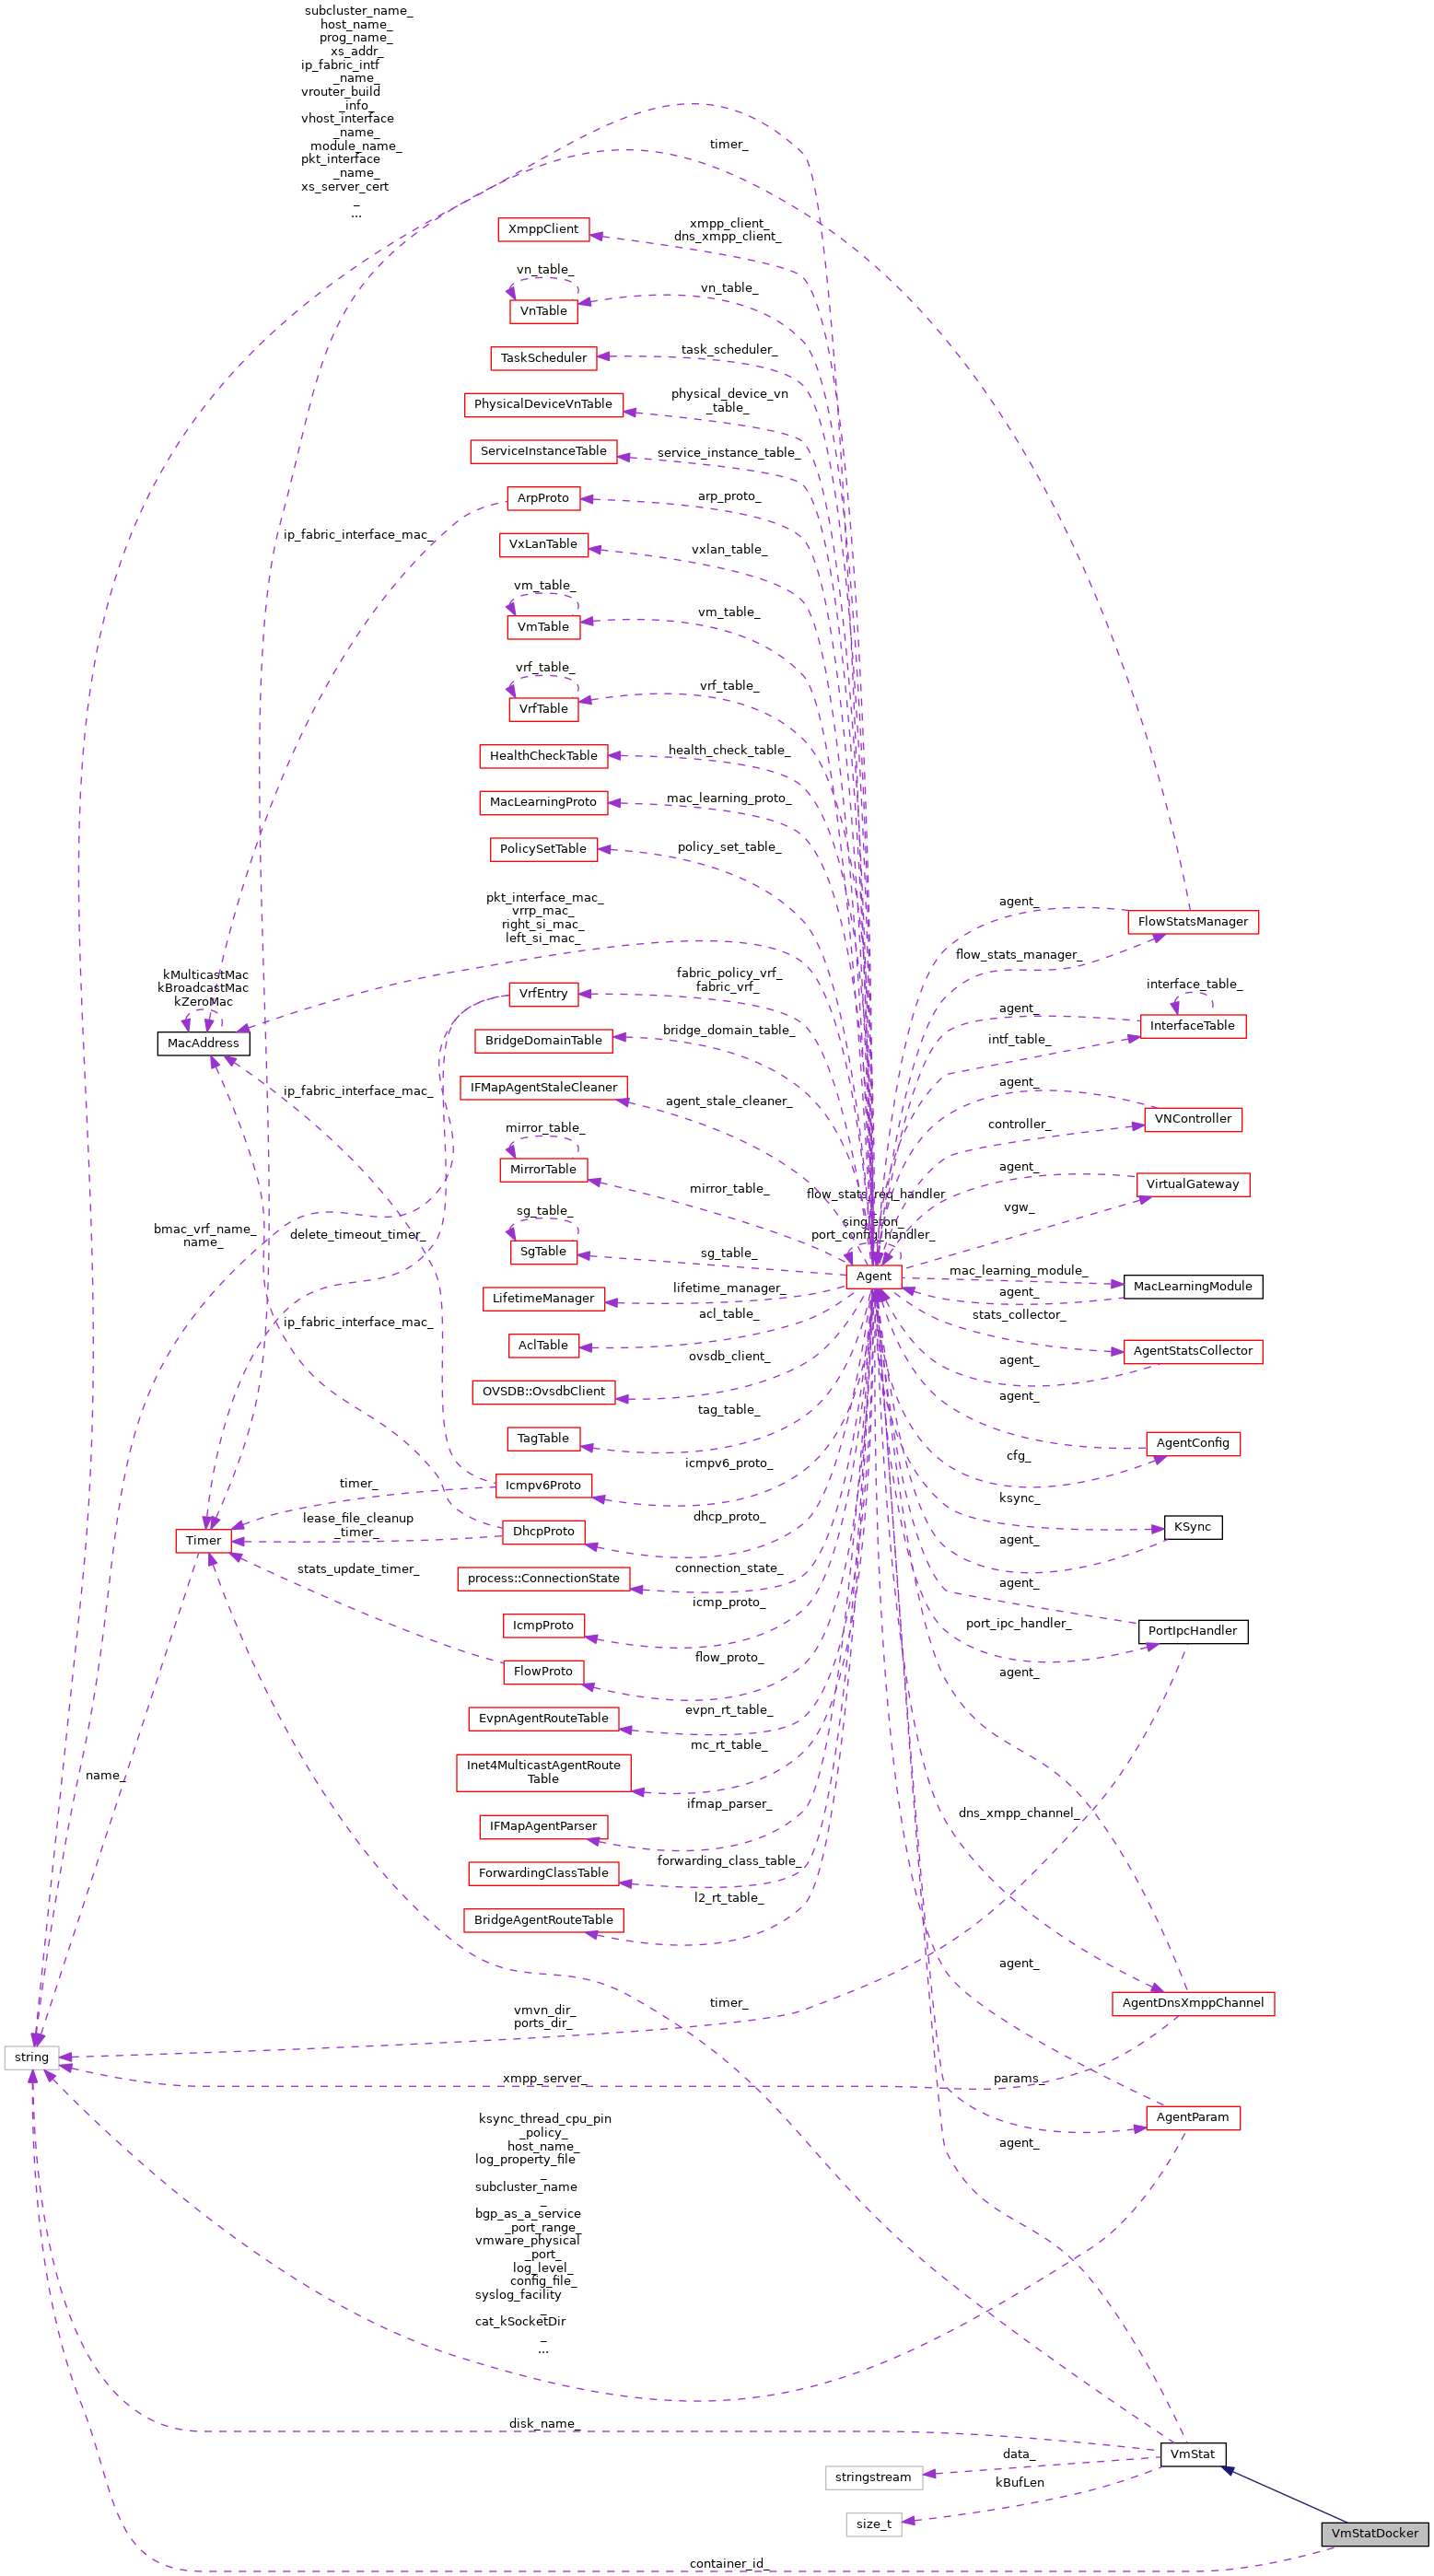 subcluster_name_
host_name_
prog_name_
xs_addr_
ip_fabric_intf
_name_
vrouter_build
_info_
vhost_interface
_name_
module_name_
pkt_interface
_name_
xs_server_cert
_
...
timer_
XmppClient
xmpp_client_
dns_xmpp_client_
vn_table_
VnTable
vn_table_
TaskScheduler
task_scheduler_
PhysicalDeviceVnTable
physical_device_vn
_table_
ServiceInstanceTable
service_instance_table_
ArpProto
arp_proto_
ip_fabric_interface_mac_
VxLanTable
vxlan_table_
vm_table_
VmTable
vm_table_
vrf_table_
VrfTable
vrf_table_
HealthCheckTable
health_check_table_
MacLearningProto
mac_learning_proto_
PolicySetTable
policy_set_table_
pkt_interface_mac_
vrrp_mac_
right_si_mac_
left_si_mac_
agent_
FlowStatsManager
flow_stats_manager_
kMulticastMac
kBroadcastMac
kZeroMac
MacAddress
VrfEntry
fabric_policy_vrf_
fabric_vrf_
interface_table_
InterfaceTable
agent_
intf_table_
BridgeDomainTable
bridge_domain_table_
IFMapAgentStaleCleaner
agent_stale_cleaner_
ip_fabric_interface_mac_
agent_
VNController
controller_
mirror_table_
MirrorTable
mirror_table_
agent_
VirtualGateway
vgw_
flow_stats_req_handler
_
singleton_
port_config_handler_
Agent
sg_table_
SgTable
sg_table_
bmac_vrf_name_
name_
delete_timeout_timer_
mac_learning_module_
MacLearningModule
agent_
LifetimeManager
lifetime_manager_
stats_collector_
ip_fabric_interface_mac_
AclTable
acl_table_
AgentStatsCollector
agent_
OVSDB::OvsdbClient
ovsdb_client_
agent_
TagTable
tag_table_
AgentConfig
cfg_
Icmpv6Proto
icmpv6_proto_
timer_
ksync_
KSync
lease_file_cleanup
_timer_
DhcpProto
dhcp_proto_
Timer
agent_
stats_update_timer_
process::ConnectionState
connection_state_
agent_
IcmpProto
icmp_proto_
port_ipc_handler_
PortIpcHandler
FlowProto
flow_proto_
agent_
EvpnAgentRouteTable
evpn_rt_table_
mc_rt_table_
Inet4MulticastAgentRoute
Table
name_
IFMapAgentParser
ifmap_parser_
dns_xmpp_channel_
ForwardingClassTable
forwarding_class_table_
BridgeAgentRouteTable
l2_rt_table_
agent_
AgentDnsXmppChannel
timer_
vmvn_dir_
ports_dir_
string
xmpp_server_
params_
AgentParam
agent_
ksync_thread_cpu_pin
_policy_
host_name_
log_property_file
_
subcluster_name
_
bgp_as_a_service
_port_range_
vmware_physical
_port_
log_level_
config_file_
syslog_facility
_
cat_kSocketDir
_
...
disk_name_
VmStat
data_
stringstream
kBufLen
size_t
VmStatDocker
container_id_